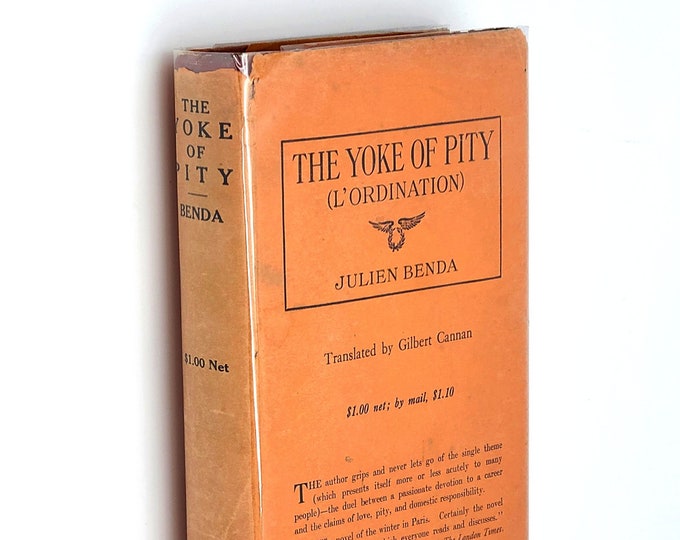 THE
YOKE
OF
PITY
BENDA
$1.00 Net
THE YOKE OF PITY
(L'ORDINATION)
JULIEN BENDA
Translated by Gilbert Cannan
$1.00 net; by mail, $1.10
THE author grips and never lets go of the single theme
(which presents itself more or less acutely to many
people)—the duel between a passionate devotion to a career
and the claims of love, pity, and domestic responsibility.
novel of the winter in Paris. Certainly the novel
which everyone reads and discusses."
The London Times.